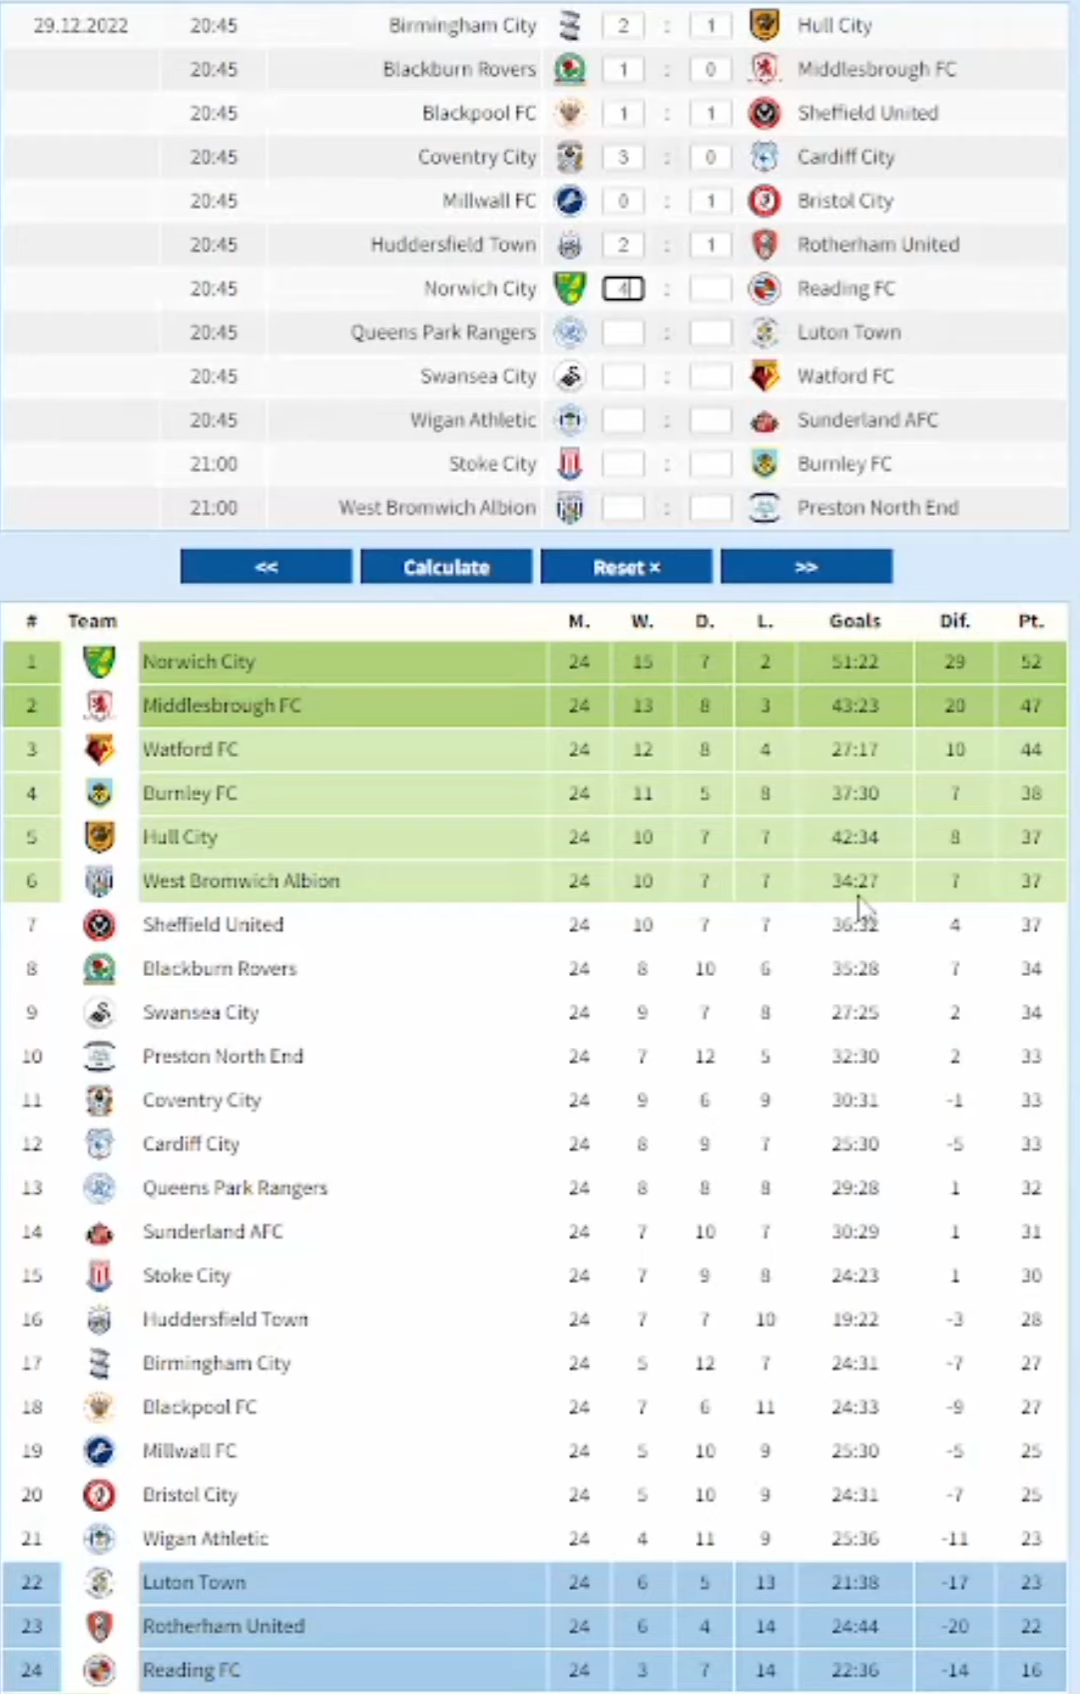 29.12.2022 20:45 Birmingham City 2 : 1 Hull City
20:45 Blackburn Rovers 1 : 0 Middlesbrough FC
20:45 Blackpool FC 1 : 1 Sheffield United
20:45 Coventry City 3 : 0 Cardiff City
20:45 Millwall FC 0 : 1 Bristol City
20:45 Huddersfield Town 2 : 1 Rotherham United
20:45 Norwich City 4 : Reading FC
20:45 Queens Park Rangers : Luton Town
20:45 Swansea City : Watford FC
20:45 Wigan Athletic : Sunderland AFC
21:00 Stoke City : Burnley FC
21:00 West Bromwich Albion : Preston North End
<< Calculate Reset × >>
# Team M. W. D. L. Goals Dif. Pt.
1 Norwich City 24 15 7 2 51:22 29 52
2 Middlesbrough FC 24 13 8 3 43:23 20 47
3 Watford FC 24 12 8 4 27:17 10 44
4 Burnley FC 24 11 5 8 37:30 7 38
5 Hull City 24 10 7 7 42:34 8 37
6 West Bromwich Albion 24 10 7 7 34:27 7 37
7 Sheffield United 24 10 7 7 36:32 4 37
8 Blackburn Rovers 24 8 10 6 35:28 7 34
9 Swansea City 24 9 7 8 27:25 2 34
10 Preston North End 24 7 12 5 32:30 2 33
11 Coventry City 24 9 6 9 30:31 -1 33
12 Cardiff City 24 8 9 7 25:30 -5 33
13 Queens Park Rangers 24 8 8 8 29:28 1 32
14 Sunderland AFC 24 7 10 7 30:29 1 31
15 Stoke City 24 7 9 8 24:23 1 30
16 Huddersfield Town 24 7 7 10 19:22 -3 28
17 Birmingham City 24 5 12 7 24:31 -7 27
18 Blackpool FC 24 7 6 11 24:33 -9 27
19 Millwall FC 24 5 10 9 25:30 -5 25
20 Bristol City 24 5 10 9 24:31 -7 25
21 Wigan Athletic 24 4 11 9 25:36 -11 23
22 Luton Town 24 6 5 13 21:38 -17 23
23 Rotherham United 24 6 4 14 24:44 -20 22
24 Reading FC 24 3 7 14 22:36 -14 16